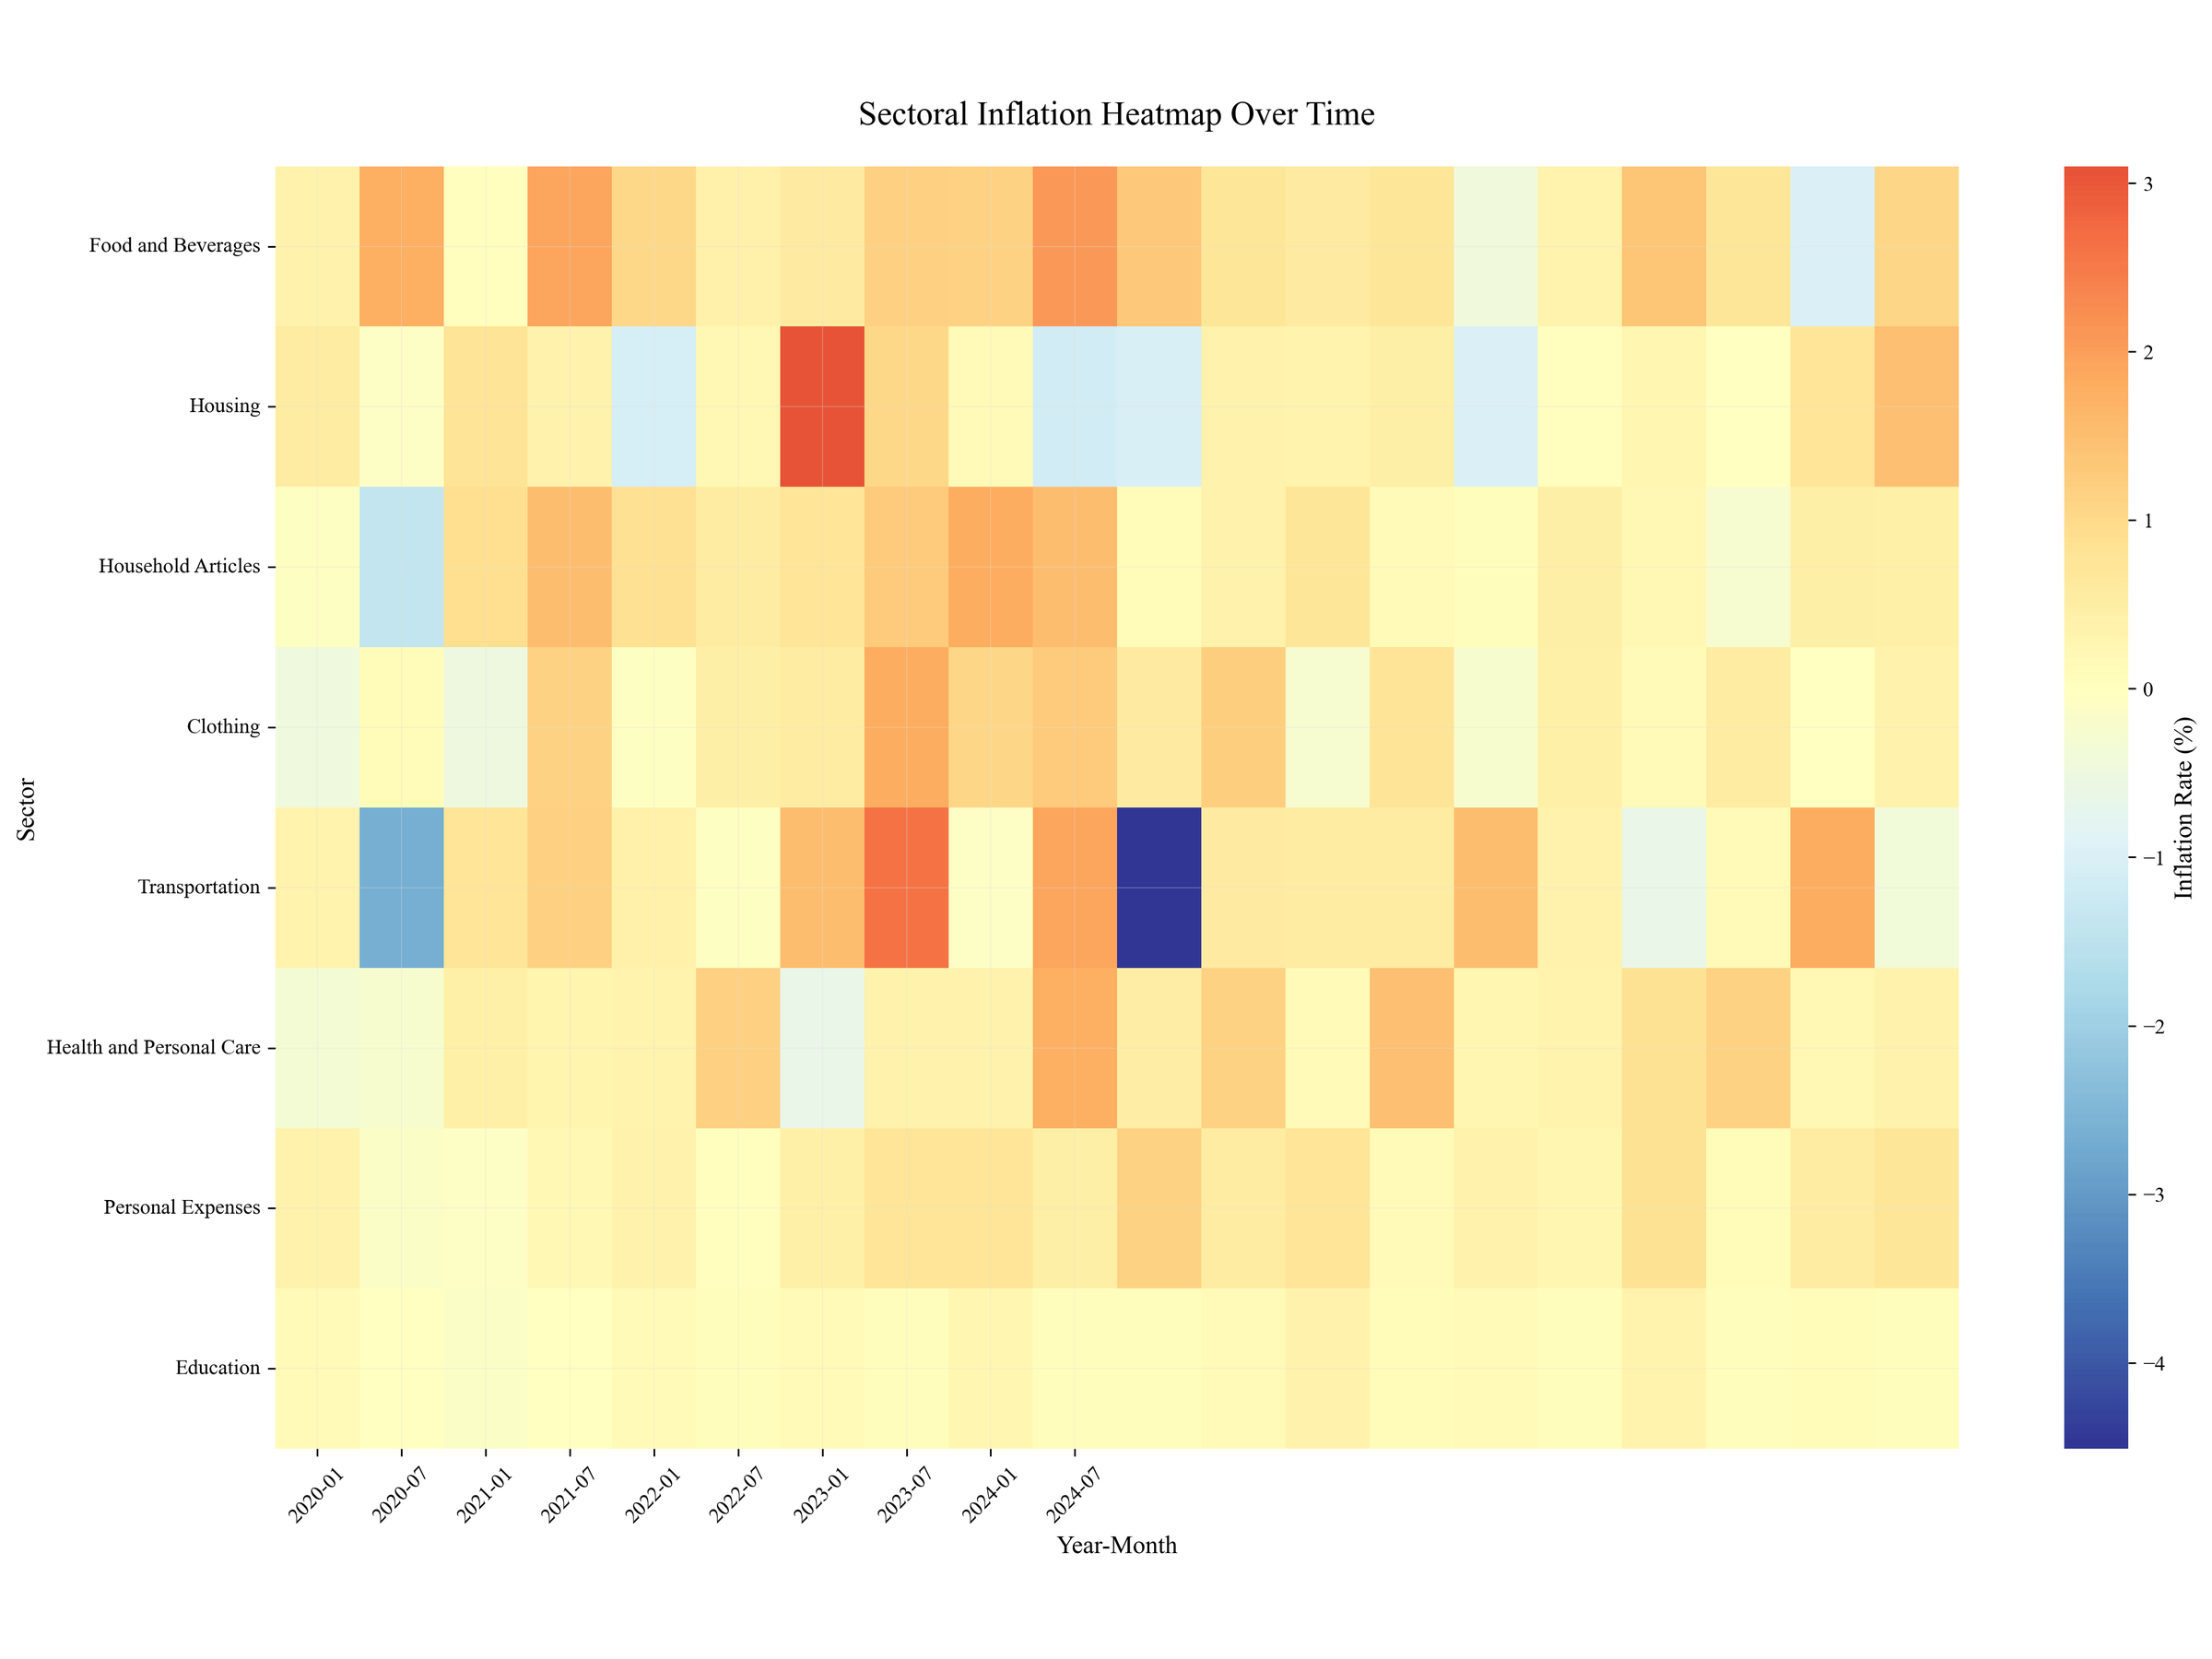 Sectoral Inflation Heatmap Over Time
Food and Beverages
Housing
Household Articles
Clothing
Transportation
Health and Personal Care
Personal Expenses
Education
Sector
2020-01
2020-07
2021-01
2021-07
2022-01
2022-07
2023-01
2023-07
2024-01
2024-07
Year-Month
3
2
1
0
−1
−2
−3
−4
Inflation Rate (%)